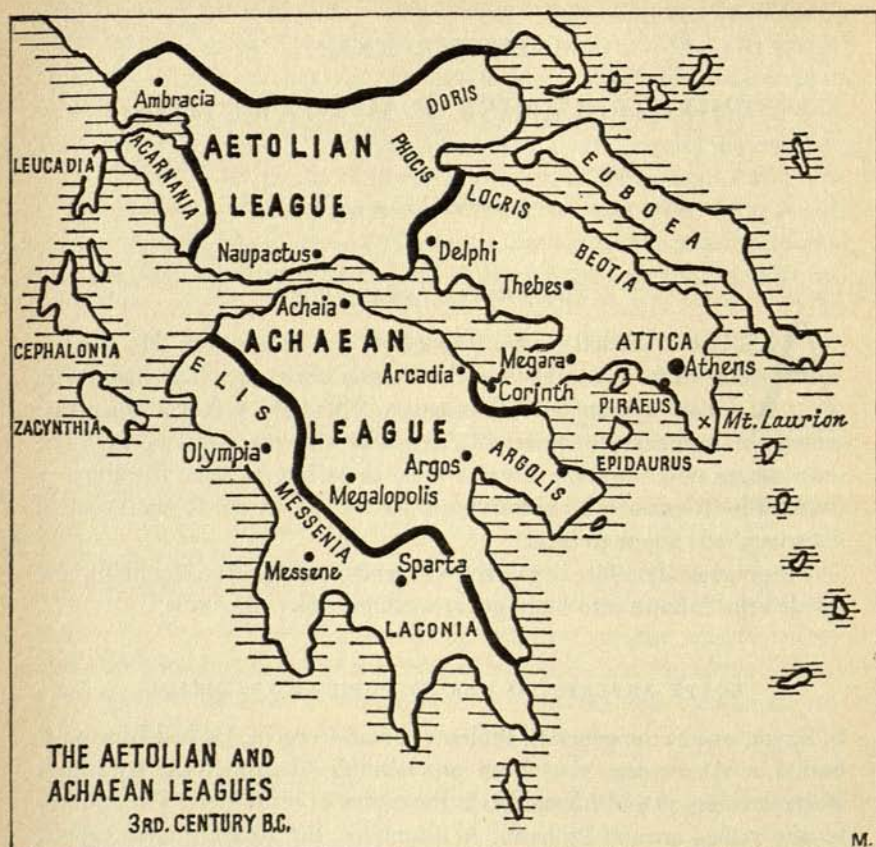 Ambracia
DORIS
AETOLIAN
PHOCIS
LEUCADIA
ACARNANIA
EUBOEA
LEAGUE
LOCRIS
Naupactus
Delphi
BEOTIA
Thebes
Achaia
ACHAEAN
CEPHALONIA
ATTICA
Megara
Athens
Arcadia
Corinth
ELIS
PIRAEUS
ZACYNTHIA
x Mt. Laurion
LEAGUE
Olympia
Argos
ARGOLIS
EPIDAURUS
Megalopolis
MESSENIA
Messene
Sparta
LACONIA
THE AETOLIAN AND
ACHAEAN LEAGUES
3RD. CENTURY B.C.
M.